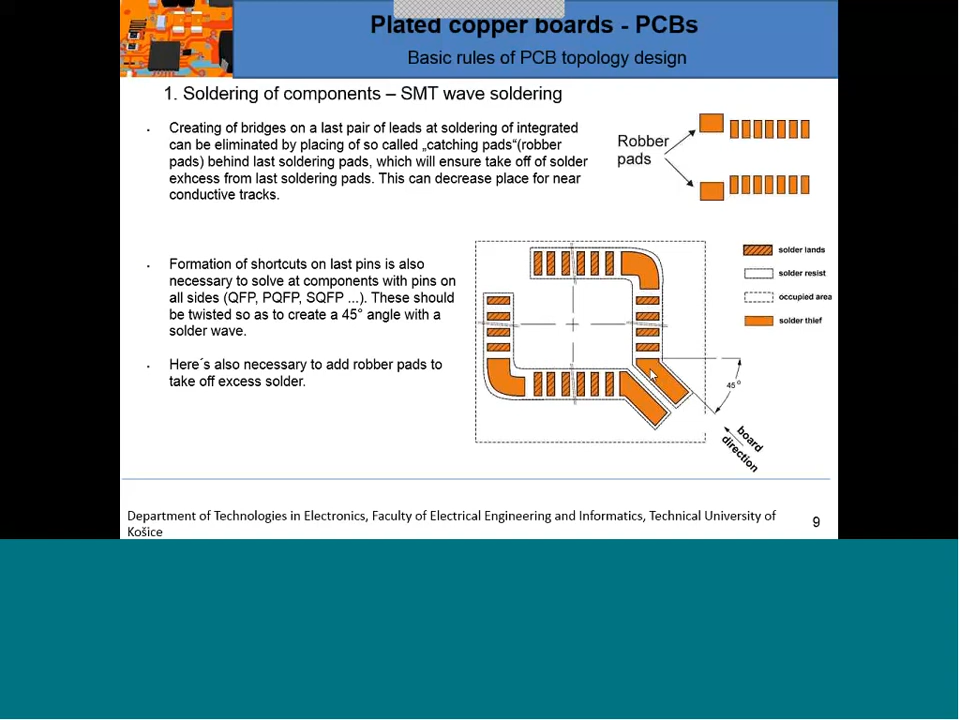 Plated copper boards - PCBs
Basic rules of PCB topology design
1. Soldering of components – SMT wave soldering
Creating of bridges on a last pair of leads at soldering of integrated
can be eliminated by placing of so called „catching pads“(robber
pads) behind last soldering pads, which will ensure take off of solder
exhcess from last soldering pads. This can decrease place for near
conductive tracks.
Robber
pads
Formation of shortcuts on last pins is also
necessary to solve at components with pins on
all sides (QFP, PQFP, SQFP ...). These should
be twisted so as to create a 45° angle with a
solder wave.
Here´s also necessary to add robber pads to
take off excess solder.
solder lands
solder resist
occupied area
solder thief
45°
board
direction
Department of Technologies in Electronics, Faculty of Electrical Engineering and Informatics, Technical University of
Košice
9